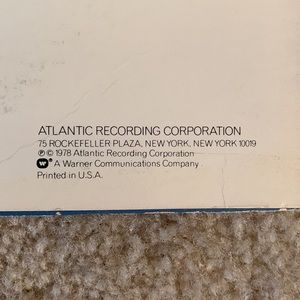 ATLANTIC RECORDING CORPORATION
75 ROCKEFELLER PLAZA, NEW YORK, NEW YORK 10019
℗ © 1978 Atlantic Recording Corporation
A Warner Communications Company
Printed in U.S.A.